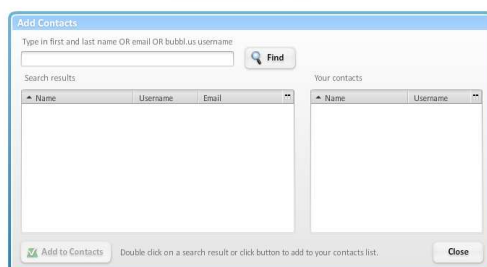 Add Contacts
Type in first and last name OR email OR bubbl.us username
Find
Search results
Your contacts
Name Username Email
Name Username
Add to Contacts Double click on a search result or click button to add to your contacts list.
Close